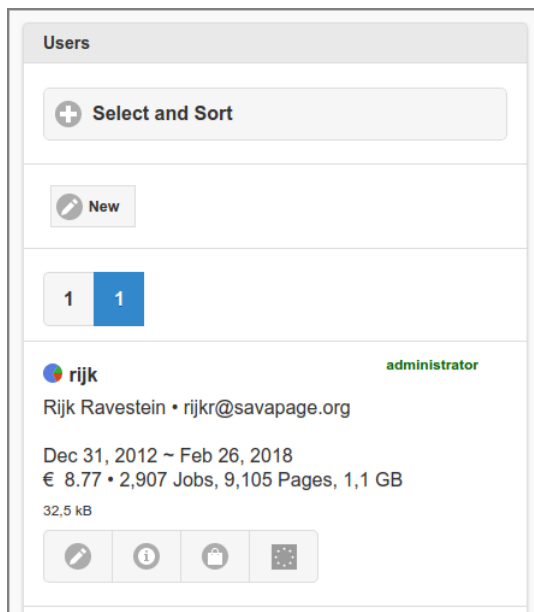 Users
Select and Sort
New
1 1
rijk administrator
Rijk Ravestein • rijkr@savapage.org
Dec 31, 2012 ~ Feb 26, 2018
€ 8.77 • 2,907 Jobs, 9,105 Pages, 1,1 GB
32,5 kB